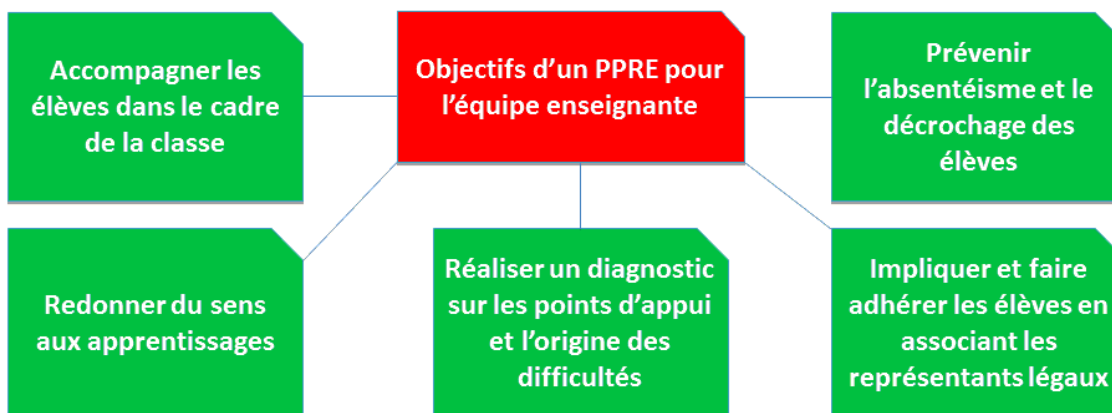 Accompagner les
élèves dans le cadre
de la classe
Objectifs d'un PPRE pour
l'équipe enseignante
Prévenir
l'absentéisme et le
décrochage des
élèves
Redonner du sens
aux apprentissages
Réaliser un diagnostic
sur les points d'appui
et l'origine des
difficultés
Impliquer et faire
adhérer les élèves en
associant les
représentants légaux